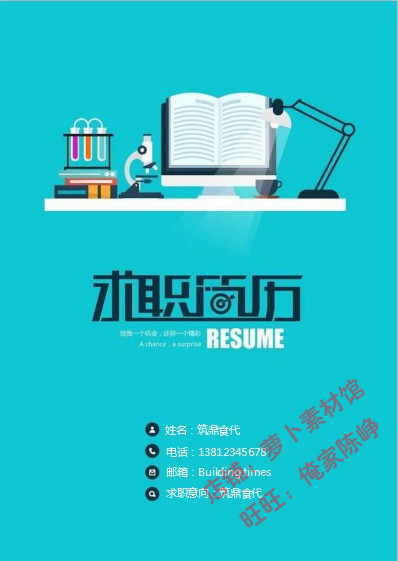 求职简历
给我一个机会，还你一个精彩
A chance, a surprise
RESUME
姓名：筑鼎食代
电话：13812345678
邮箱：Building times
求职意向：筑鼎食代
店铺：萝卜素材馆
旺旺：俺家陈峥